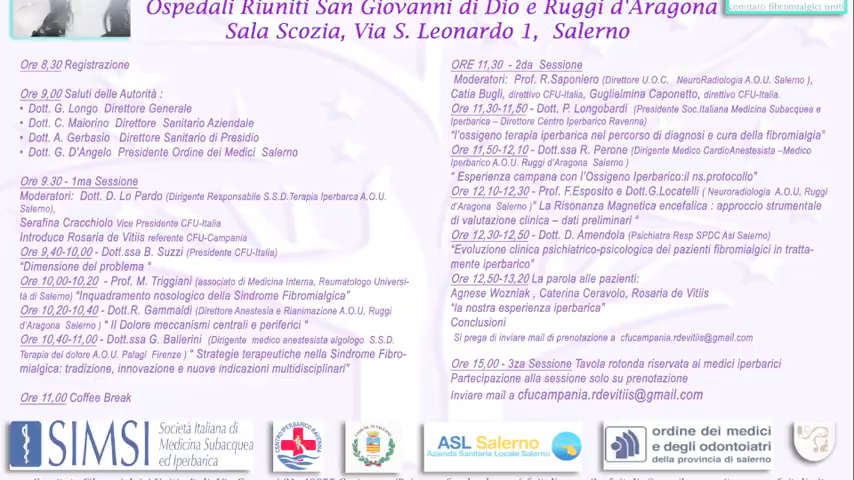 comitato fibromialgici uniti
Ospedali Riuniti San Giovanni di Dio e Ruggi d'Aragona
Sala Scozia, Via S. Leonardo 1, Salerno
Ore 8,30 Registrazione
Ore 9,00 Saluti delle Autorità :
• Dott. G. Longo Direttore Generale
• Dott. C. Maiorino Direttore Sanitario Aziendale
• Dott. A. Gerbasio Direttore Sanitario di Presidio
• Dott. G. D'Angelo Presidente Ordine dei Medici Salerno
Ore 9.30 - 1ma Sessione
Moderatori: Dott. D. Lo Pardo (Dirigente Responsabile S.S.D.Terapia Iperbarca A.O.U.
Salerno),
Serafina Cracchiolo Vice Presidente CFU-Italia
Introduce Rosaria de Vitiis referente CFU-Campania
Ore 9,40-10,00 - Dott.ssa B. Suzzi (Presidente CFU-Italia)
"Dimensione del problema "
Ore 10,00-10,20 - Prof. M. Triggiani (associato di Medicina Interna, Reumatologo Universi-
tà di Salerno) "Inquadramento nosologico della Sindrome Fibromialgica"
Ore 10,20-10,40 - Dott.R. Gammaldi (Direttore Anestesia e Rianimazione A.O.U. Ruggi
d'Aragona Salerno ) " Il Dolore meccanismi centrali e periferici "
Ore 10,40-11,00 - Dott.ssa G. Ballerini (Dirigente medico anestesista algologo S.S.D.
Terapia del dolore A.O.U. Palagi Firenze ) " Strategie terapeutiche nella Sindrome Fibro-
mialgica: tradizione, innovazione e nuove indicazioni multidisciplinari"
Ore 11,00 Coffee Break
ORE 11,30 - 2da Sessione
Moderatori: Prof. R.Saponiero (Direttore U.O.C. NeuroRadiologia A.O.U. Salerno ),
Catia Bugli, direttivo CFU-Italia, Guglielmina Caponetto, direttivo CFU-Italia.
Ore 11,30-11,50 - Dott. P. Longobardi (Presidente Soc.Italiana Medicina Subacquea e
Iperbarica – Direttore Centro Iperbarico Ravenna)
"l'ossigeno terapia iperbarica nel percorso di diagnosi e cura della fibromialgia"
Ore 11,50-12,10 - Dott.ssa R. Perone (Dirigente Medico CardioAnestesista –Medico
Iperbarico A.O.U. Ruggi d'Aragona Salerno )
" Esperienza campana con l'Ossigeno Iperbarico:il ns.protocollo"
Ore 12,10-12,30 - Prof. F.Esposito e Dott.G.Locatelli ( Neuroradiologia A.O.U. Ruggi
d'Aragona Salerno )" La Risonanza Magnetica encefalica : approccio strumentale
di valutazione clinica – dati preliminari "
Ore 12,30-12,50 - Dott. D. Amendola (Psichiatra Resp SPDC Asl Salerno)
"Evoluzione clinica psichiatrico-psicologica dei pazienti fibromialgici in tratta-
mente iperbarico"
Ore 12,50-13,20 La parola alle pazienti:
Agnese Wozniak , Caterina Ceravolo, Rosaria de Vitiis
"la nostra esperienza iperbarica"
Conclusioni
Si prega di inviare mail di prenotazione a cfucampania.rdevitiis@gmail.com
Ore 15,00 - 3za Sessione Tavola rotonda riservata ai medici iperbarici
Partecipazione alla sessione solo su prenotazione
Inviare mail a cfucampania.rdevitiis@gmail.com
SIMSI
Società Italiana di
Medicina Subacquea
ed Iperbarica
CENTRO IPERBARICO RAVENNA
ASL Salerno
Azienda Sanitaria Locale Salerno
ordine dei medici
e degli odontoiatri
della provincia di salerno